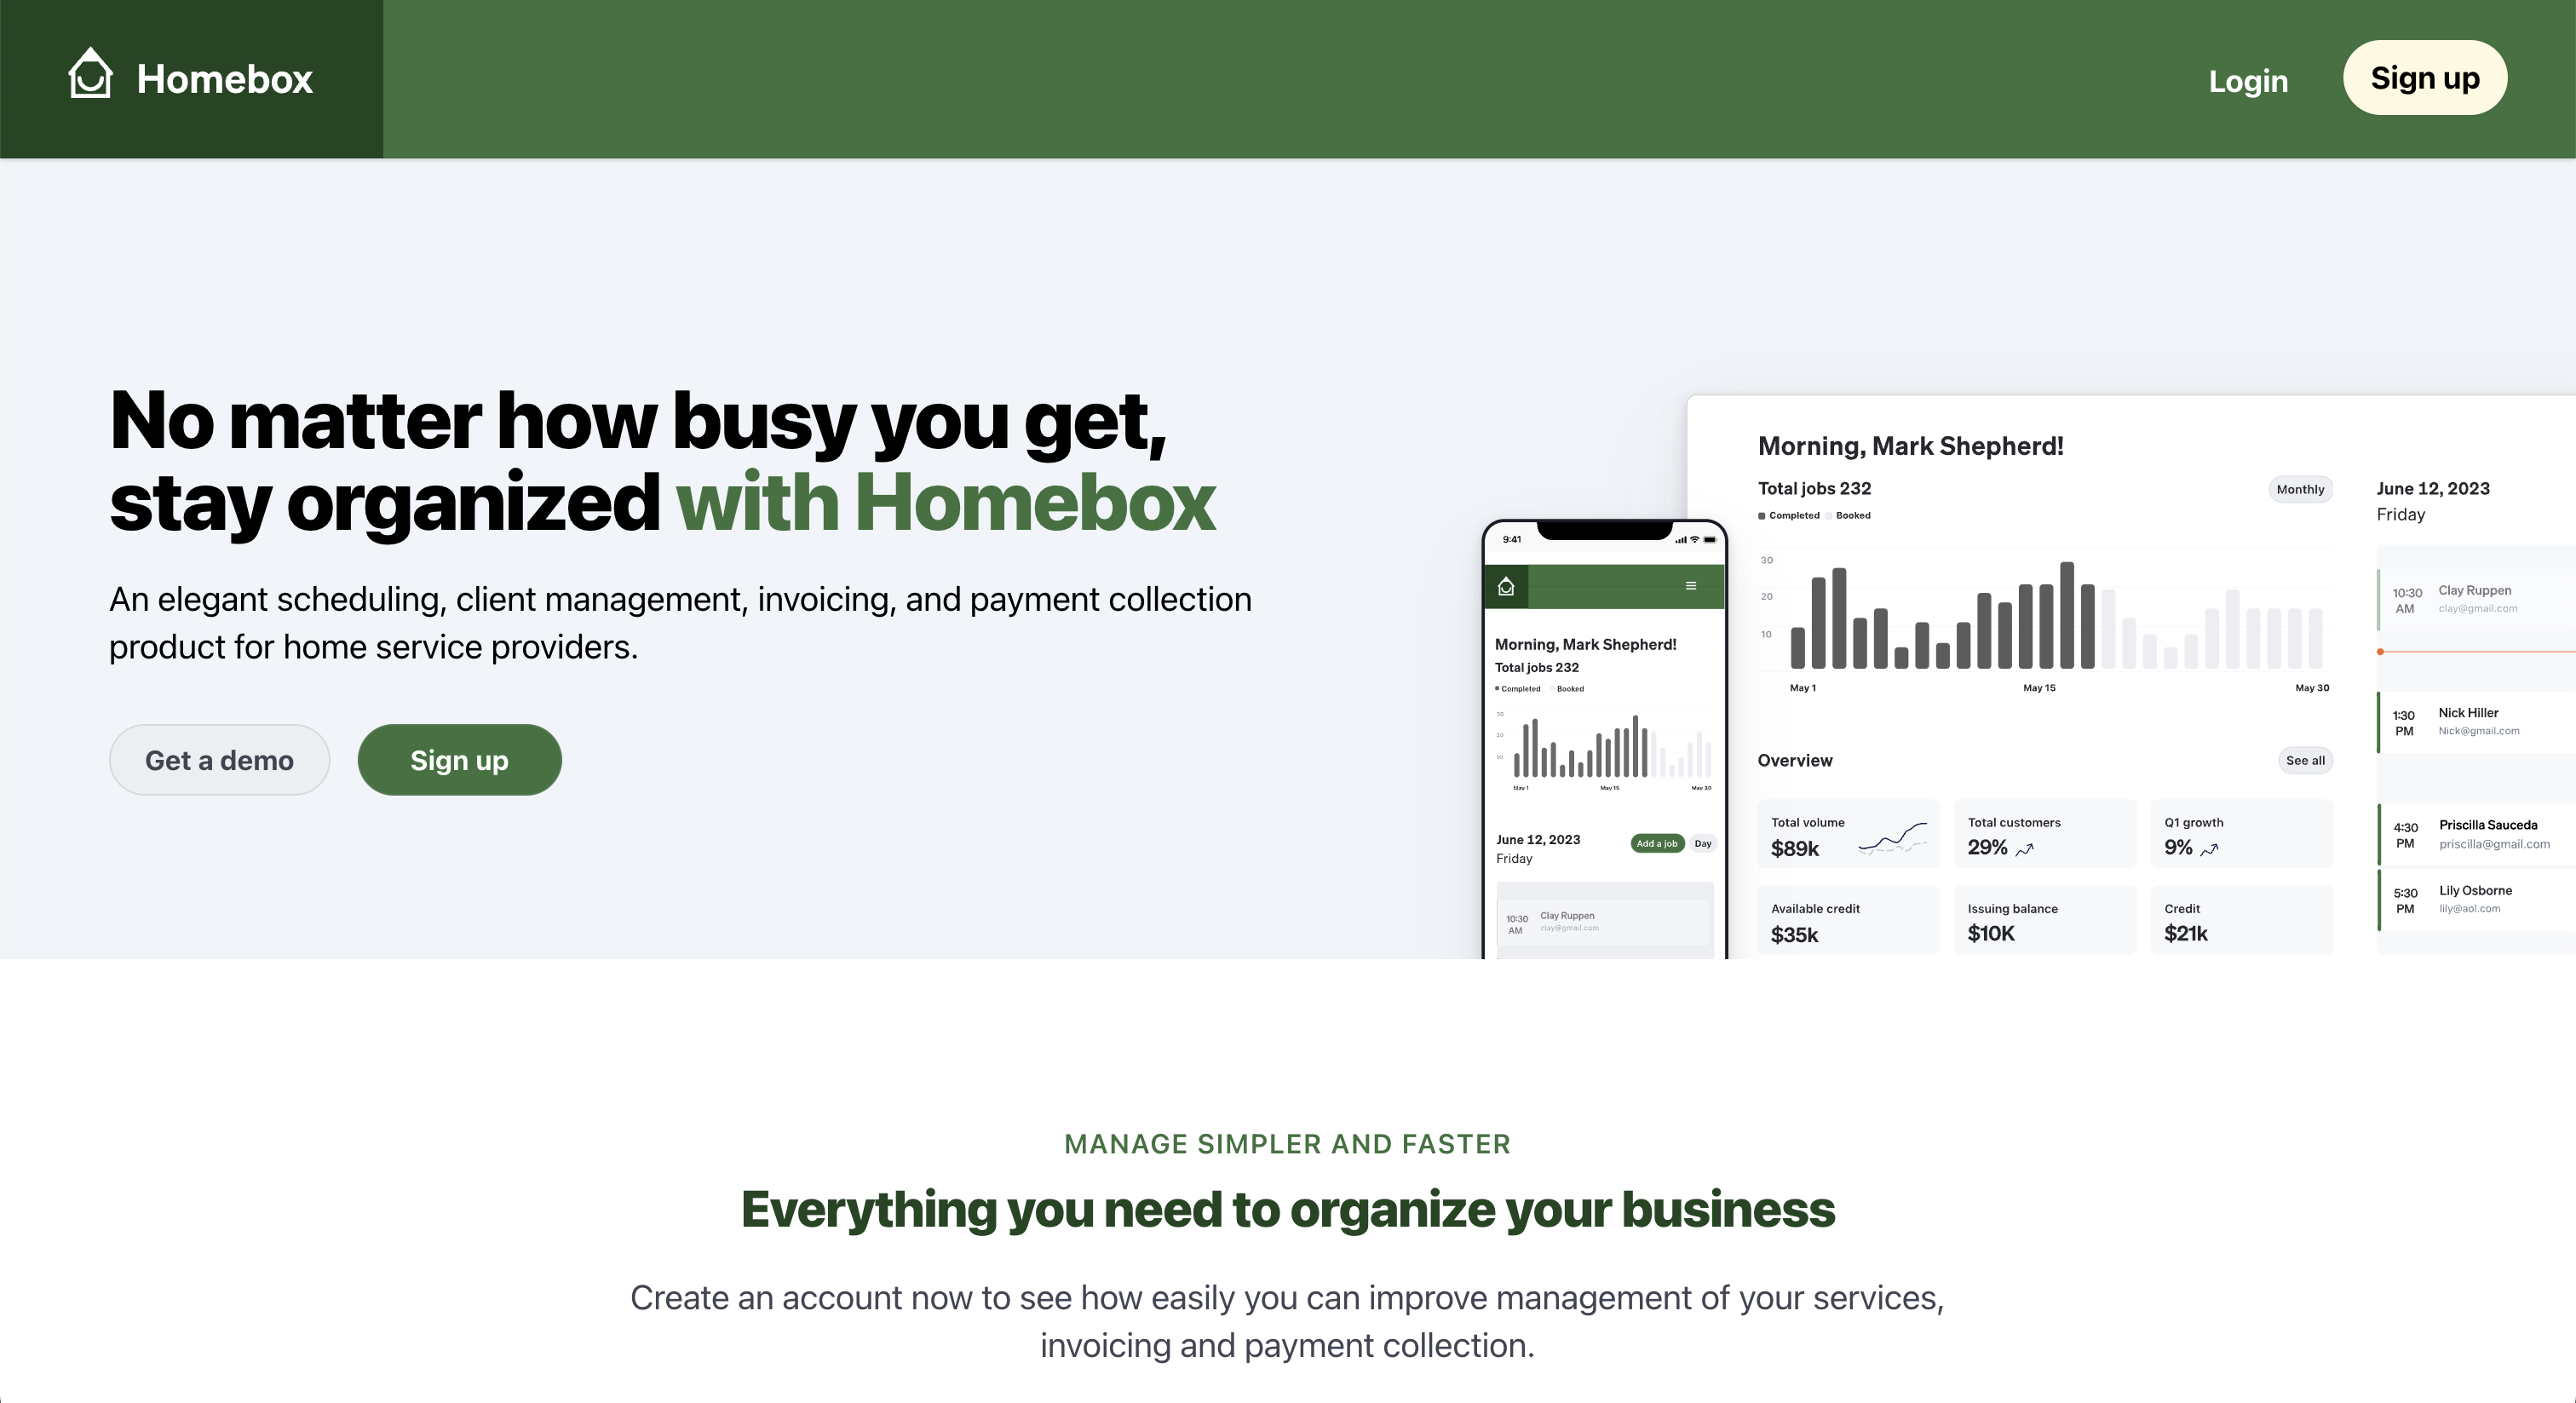 Homebox
Login
Sign up
No matter how busy you get,
stay organized with Homebox
An elegant scheduling, client management, invoicing, and payment collection
product for home service providers.
Get a demo
Sign up
9:41
Morning, Mark Shepherd!
Total jobs 232
Completed Booked
30
20
10
May 1 May 15 May 30
June 12, 2023
Friday
Add a job
Day
10:30
AM
Clay Ruppen
clay@gmail.com
Morning, Mark Shepherd!
Total jobs 232
Monthly
Completed Booked
30
20
10
May 1 May 15 May 30
Overview
See all
Total volume
$89k
Total customers
29%
Q1 growth
9%
Available credit
$35k
Issuing balance
$10K
Credit
$21k
June 12, 2023
Friday
10:30
AM
Clay Ruppen
clay@gmail.com
1:30
PM
Nick Hiller
Nick@gmail.com
4:30
PM
Priscilla Sauceda
priscilla@gmail.com
5:30
PM
Lily Osborne
lily@aol.com
MANAGE SIMPLER AND FASTER
Everything you need to organize your business
Create an account now to see how easily you can improve management of your services,
invoicing and payment collection.